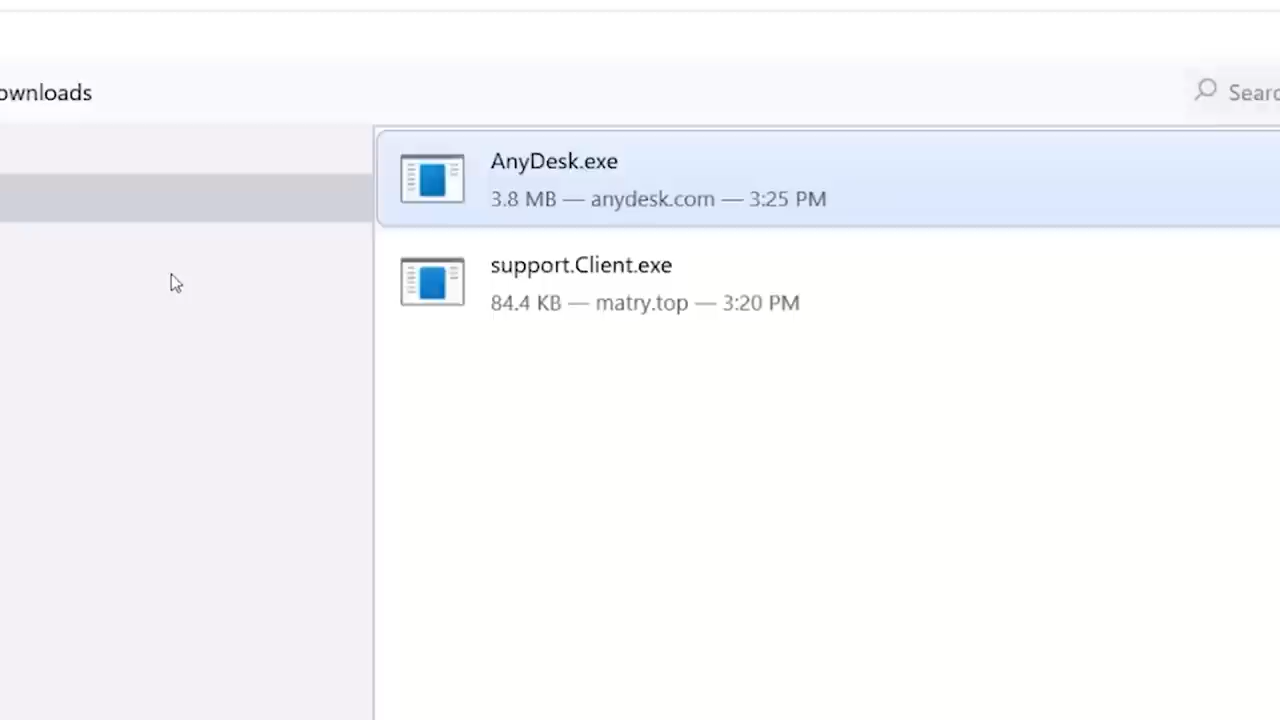 ownloads
Searc
AnyDesk.exe
3.8 MB — anydesk.com — 3:25 PM
support.Client.exe
84.4 KB — matry.top — 3:20 PM